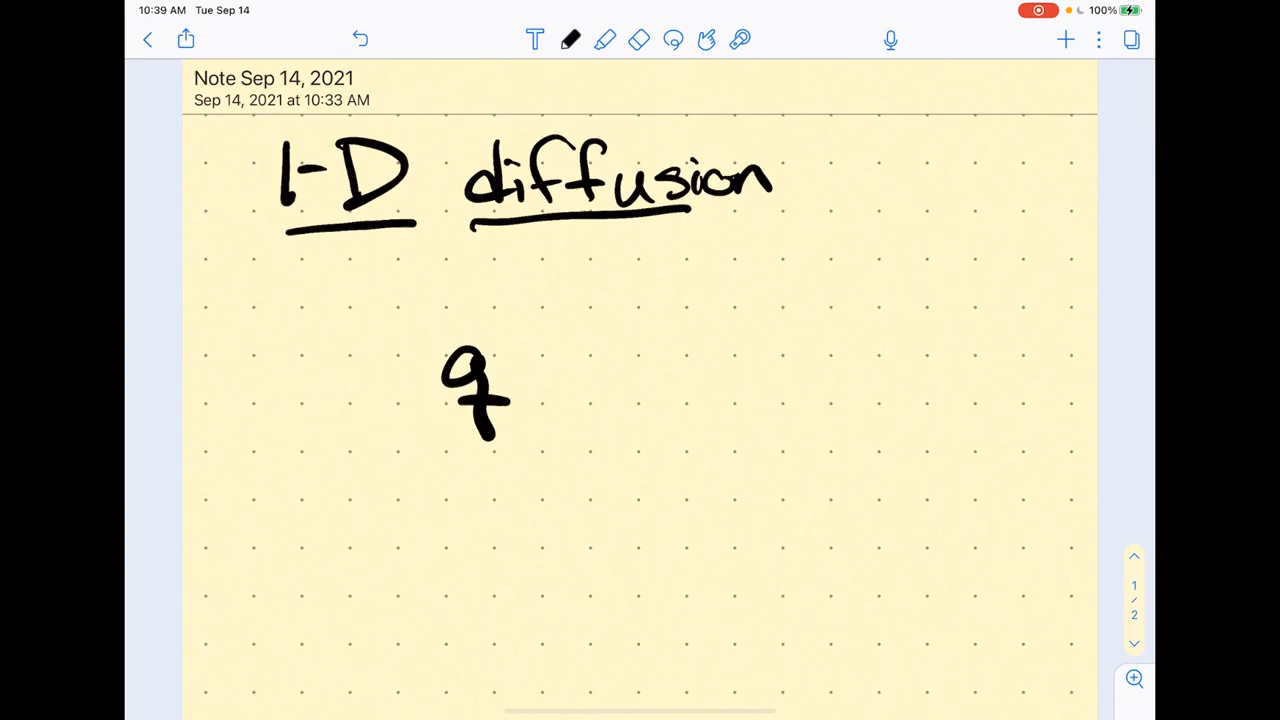 10:39 AM Tue Sep 14 100%
Note Sep 14, 2021
Sep 14, 2021 at 10:33 AM
1-D diffusion
q
1
/
2